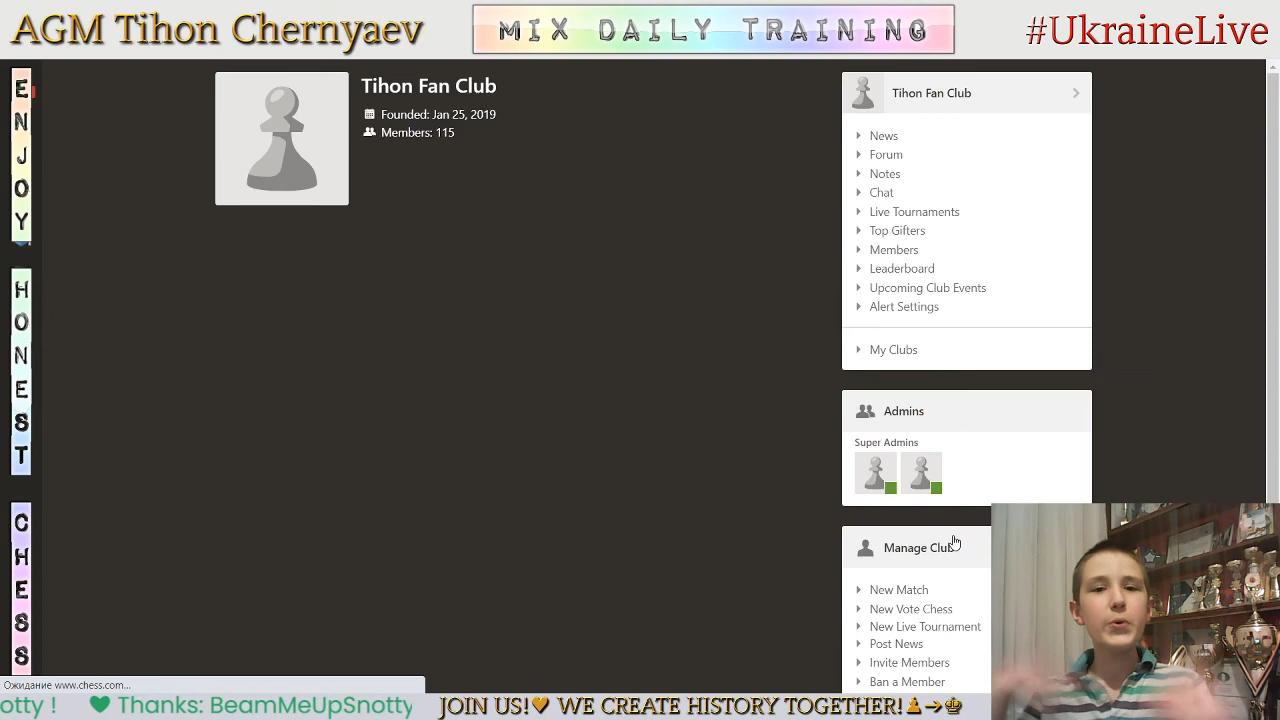 AGM Tihon Chernyaev
MIX DAILY TRAINING
#UkraineLive
ENJOY
HONEST
CHESS
Tihon Fan Club
Founded: Jan 25, 2019
Members: 115
Tihon Fan Club
News
Forum
Notes
Chat
Live Tournaments
Top Gifters
Members
Leaderboard
Upcoming Club Events
Alert Settings
My Clubs
Admins
Super Admins
Manage Club
New Match
New Vote Chess
New Live Tournament
Post News
Invite Members
Ban a Member
Ожидание www.chess.com...
otty ! 💚 Thanks: BeamMeUpSnotty
JOIN US!🧡 WE CREATE HISTORY TOGETHER!♟→♚